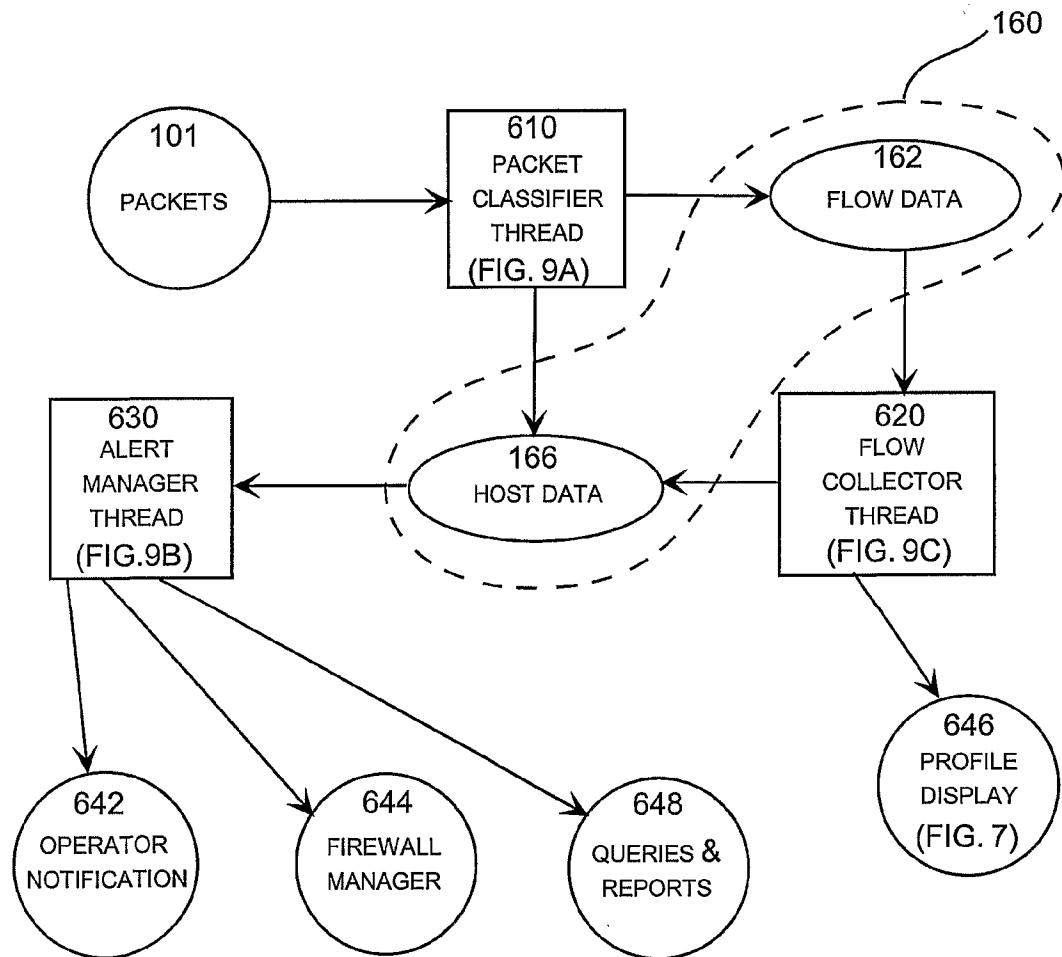 160
101
PACKETS
610
PACKET
CLASSIFIER
THREAD
(FIG. 9A)
162
FLOW DATA
630
ALERT
MANAGER
THREAD
(FIG.9B)
166
HOST DATA
620
FLOW
COLLECTOR
THREAD
(FIG. 9C)
642
OPERATOR
NOTIFICATION
644
FIREWALL
MANAGER
648
QUERIES &
REPORTS
646
PROFILE
DISPLAY
(FIG. 7)